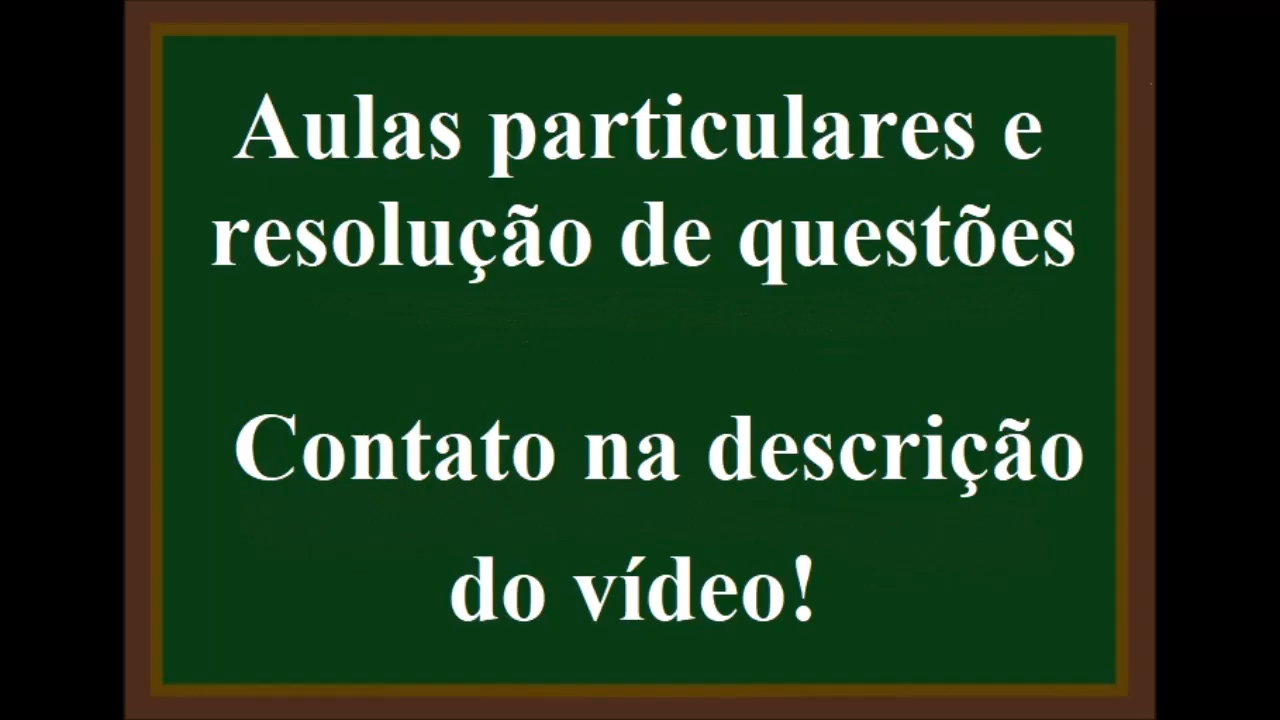 Aulas particulares e
resolução de questões
Contato na descrição
do vídeo!